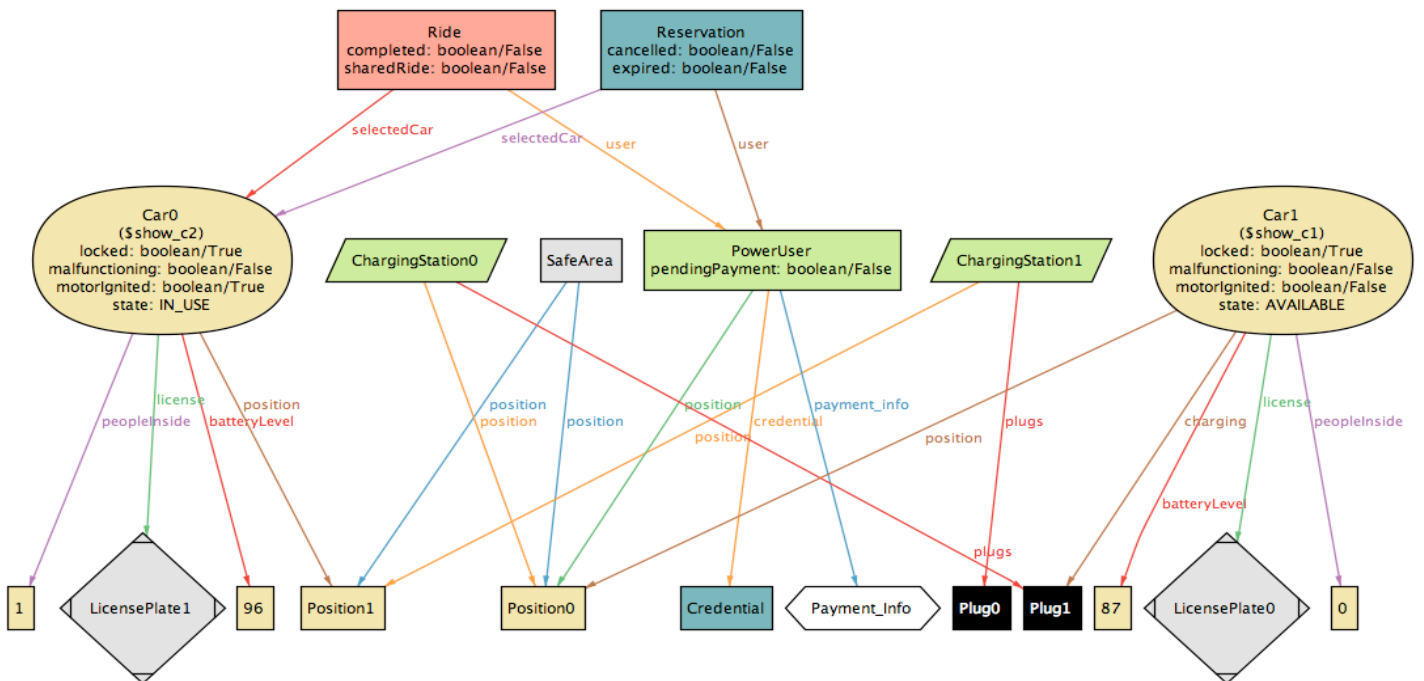 Ride
completed: boolean/False
sharedRide: boolean/False
Reservation
cancelled: boolean/False
expired: boolean/False
selectedCar
selectedCar
user
user
Car0
($show_c2)
locked: boolean/True
malfunctioning: boolean/False
motorIgnited: boolean/True
state: IN_USE
ChargingStation0
SafeArea
PowerUser
pendingPayment: boolean/False
ChargingStation1
Car1
($show_c1)
locked: boolean/True
malfunctioning: boolean/False
motorIgnited: boolean/False
state: AVAILABLE
peopleInside
license
batteryLevel
position
position
position
position
position
credential
position
payment_info
position
plugs
plugs
charging
batteryLevel
license
peopleInside
1
LicensePlate1
96
Position1
Position0
Credential
Payment_Info
Plug0
Plug1
87
LicensePlate0
0